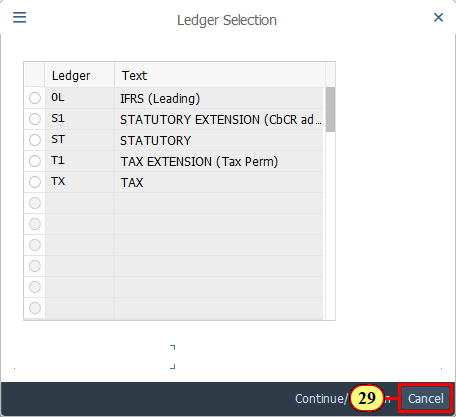 Ledger Selection
Ledger Text
0L IFRS (Leading)
S1 STATUTORY EXTENSION (CbCR ad...
ST STATUTORY
T1 TAX EXTENSION (Tax Perm)
TX TAX
Continue/ 29 n Cancel